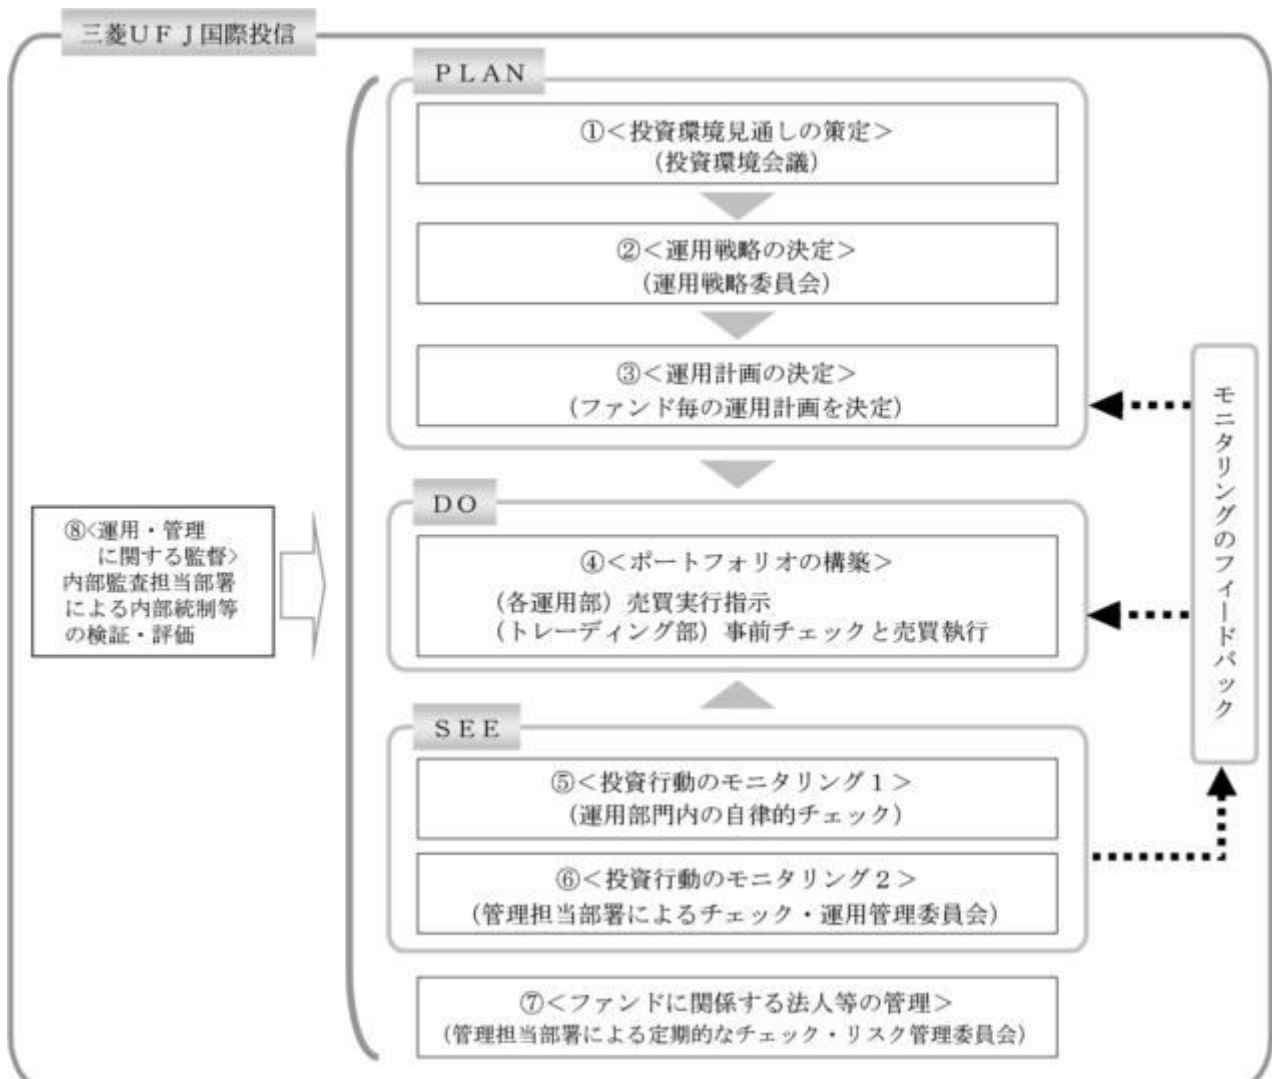 三菱ＵＦＪ国際投信
ＰＬＡＮ
①＜投資環境見通しの策定＞
（投資環境会議）
②＜運用戦略の決定＞
（運用戦略委員会）
③＜運用計画の決定＞
（ファンド毎の運用計画を決定）
ＤＯ
④＜ポートフォリオの構築＞
（各運用部）売買実行指示
（トレーディング部）事前チェックと売買執行
ＳＥＥ
⑤＜投資行動のモニタリング１＞
（運用部門内の自律的チェック）
⑥＜投資行動のモニタリング２＞
（管理担当部署によるチェック・運用管理委員会）
⑦＜ファンドに関係する法人等の管理＞
（管理担当部署による定期的なチェック・リスク管理委員会）
⑧<運用・管理
に関する監督>
内部監査担当部署
による内部統制等
の検証・評価
モニタリングのフィードバック